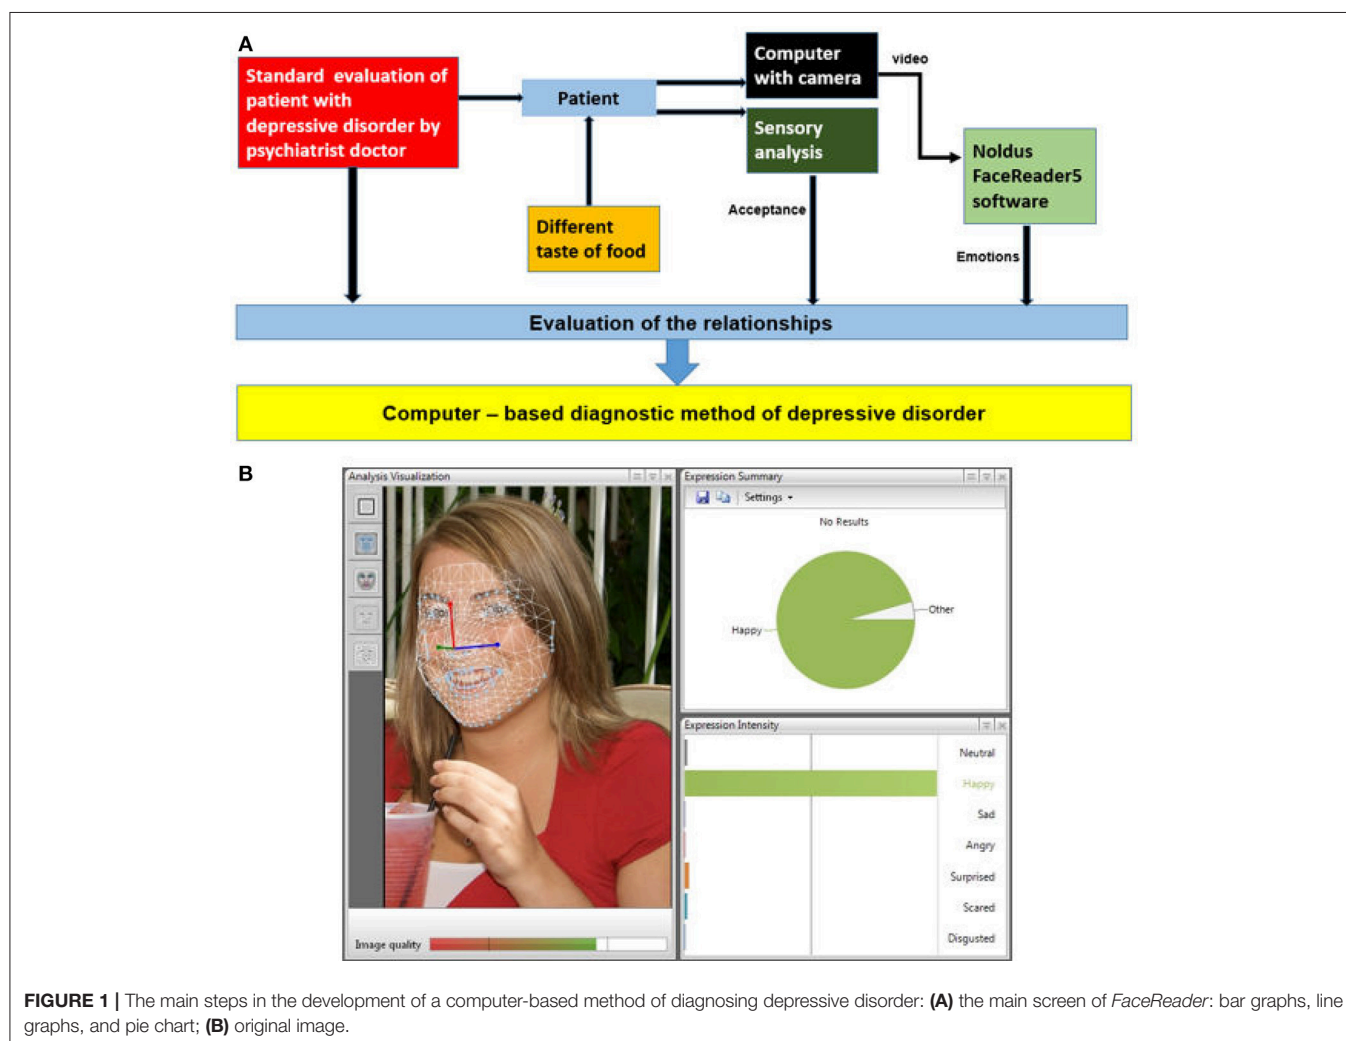 A
Standard evaluation of
patient with
depressive disorder by
psychiatrist doctor
Patient
Different
taste of food
Computer
with camera
video
Sensory
analysis
Acceptance
Noldus
FaceReader5
software
Emotions
Evaluation of the relationships
Computer – based diagnostic method of depressive disorder
B
Analysis Visualization
Image quality
Expression Summary
Settings
No Results
Happy
Other
Expression Intensity
Neutral
Happy
Sad
Angry
Surprised
Scared
Disgusted
FIGURE 1 | The main steps in the development of a computer-based method of diagnosing depressive disorder: (A) the main screen of FaceReader: bar graphs, line
graphs, and pie chart; (B) original image.